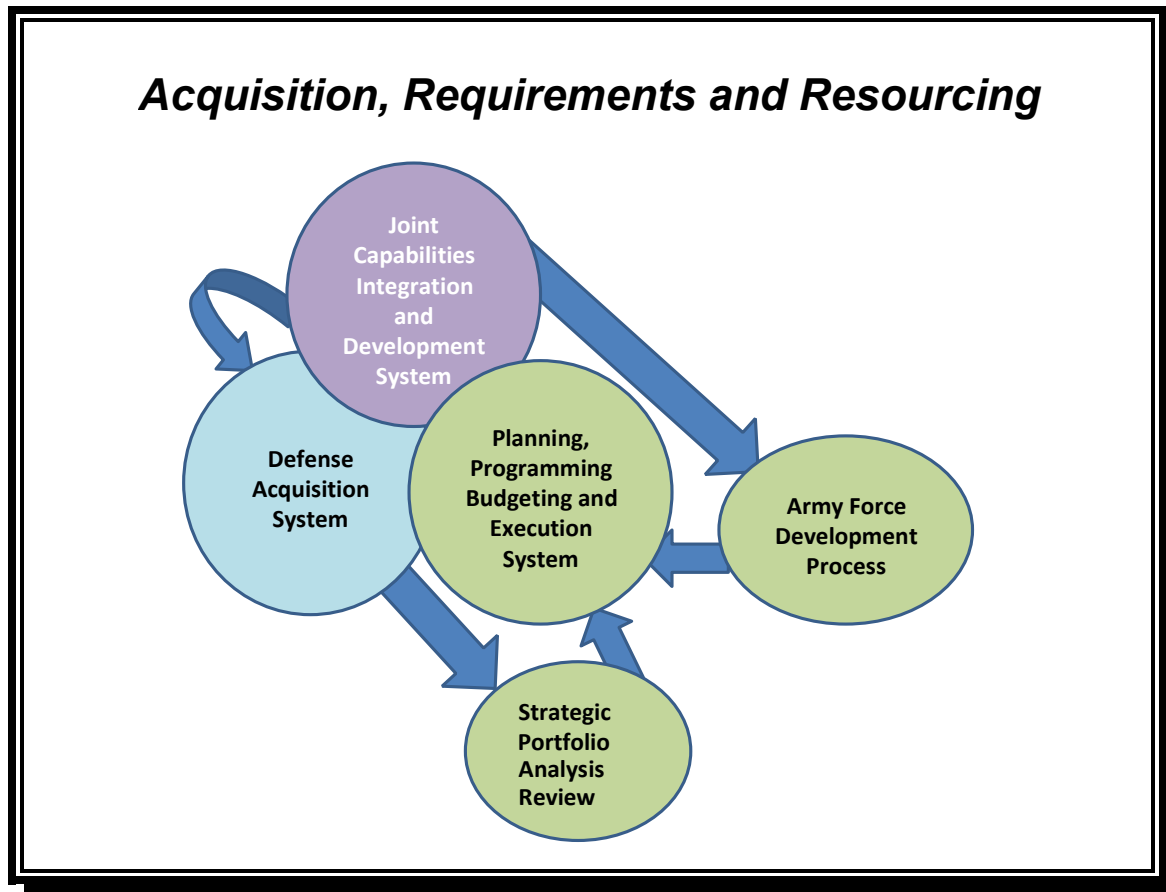 Acquisition, Requirements and Resourcing
Joint
Capabilities
Integration
and
Development
System
Defense
Acquisition
System
Planning,
Programming
Budgeting and
Execution
System
Army Force
Development
Process
Strategic
Portfolio
Analysis
Review